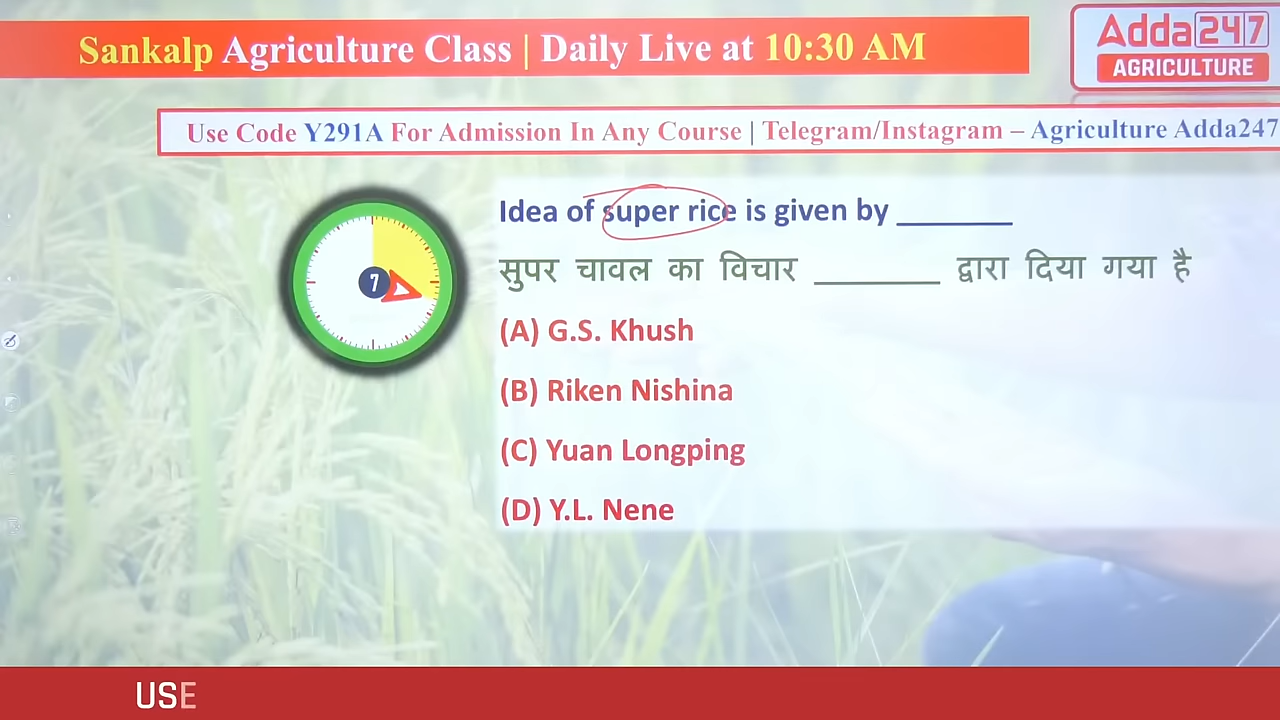 Sankalp Agriculture Class | Daily Live at 10:30 AM
Adda247
AGRICULTURE
Use Code Y291A For Admission In Any Course | Telegram/Instagram – Agriculture Adda247
7
Idea of super rice is given by ________
सुपर चावल का विचार ________ द्वारा दिया गया है
(A) G.S. Khush
(B) Riken Nishina
(C) Yuan Longping
(D) Y.L. Nene
USE